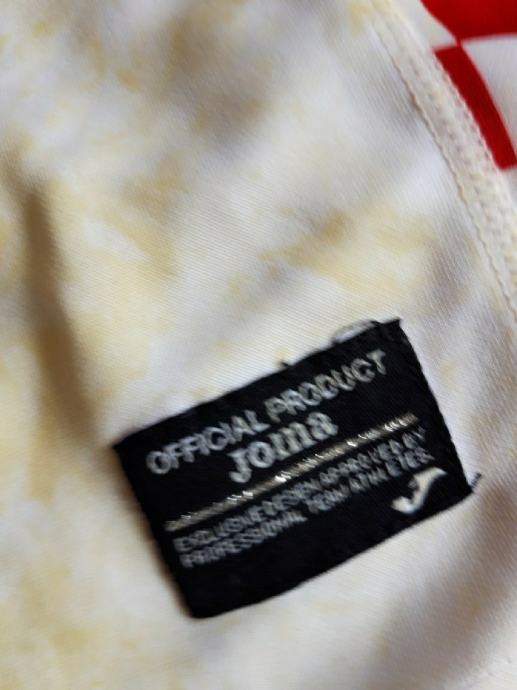 OFFICIAL PRODUCT
Joma
EXCLUSIVE DESIGN APPROVED BY
PROFESSIONAL TEAM ATHLETES.